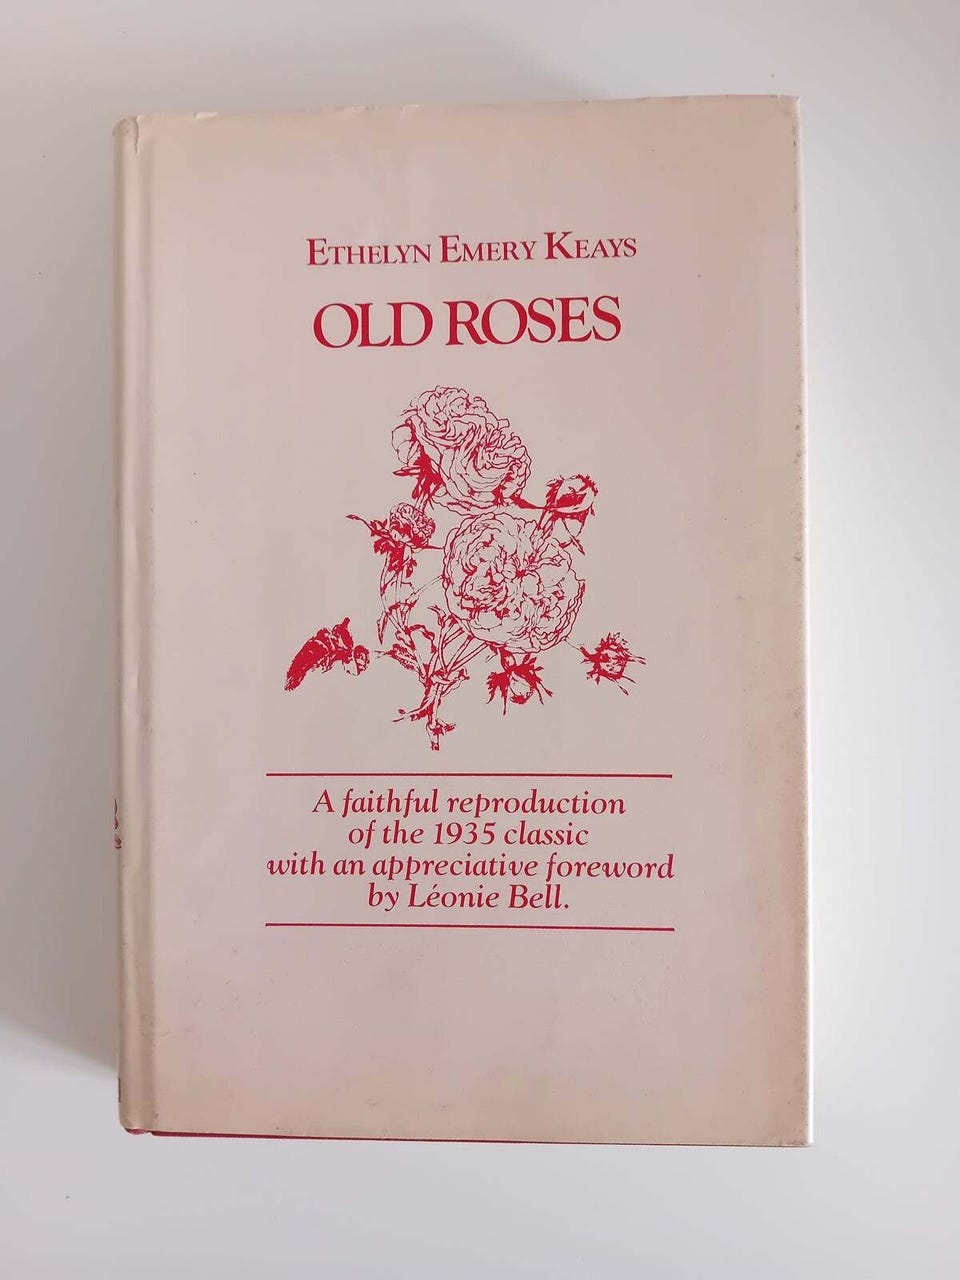 ETHELYN EMERY KEAYS
OLD ROSES
A faithful reproduction
of the 1935 classic
with an appreciative foreword
by Léonie Bell.